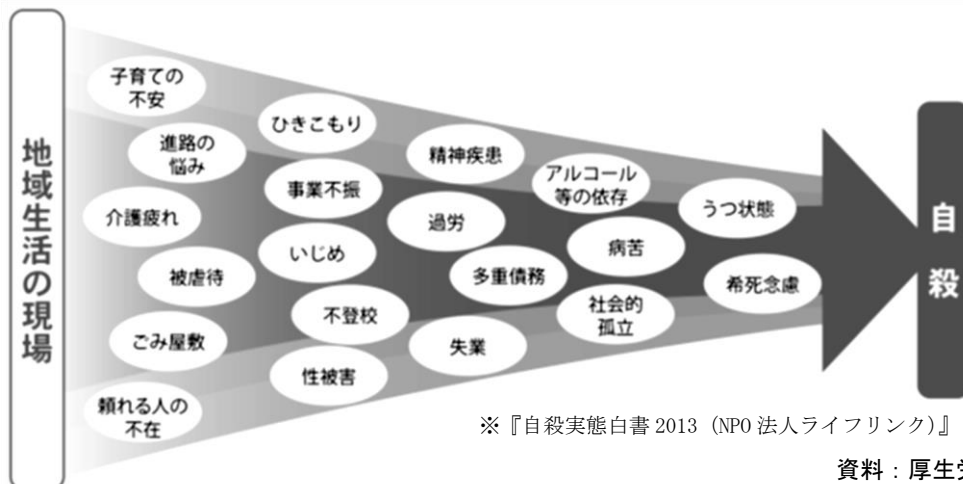 地域生活の現場
子育ての
不安
進路の
悩み
介護疲れ
被虐待
ごみ屋敷
頼れる人の
不在
ひきこもり
事業不振
いじめ
不登校
性被害
精神疾患
過労
多重債務
失業
アルコール
等の依存
病苦
社会的
孤立
うつ状態
希死念慮
自殺
※『自殺実態白書 2013（NPO 法人ライフリンク）』
資料：厚生労